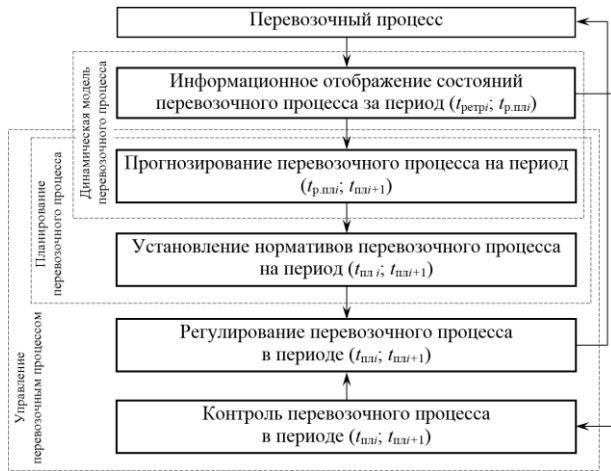 Перевозочный процесс
Информационное отображение состояний
перевозочного процесса за период (tретрi; tр.плi)
Прогнозирование перевозочного процесса на период
(tр.плi; tплi+1)
Установление нормативов перевозочного процесса
на период (tпл i; tплi+1)
Регулирование перевозочного процесса
в периоде (tплi; tплi+1)
Контроль перевозочного процесса
в периоде (tплi; tплi+1)
Динамическая модель
перевозочного процесса
Планирование
перевозочного процесса
Управление
перевозочным процессом